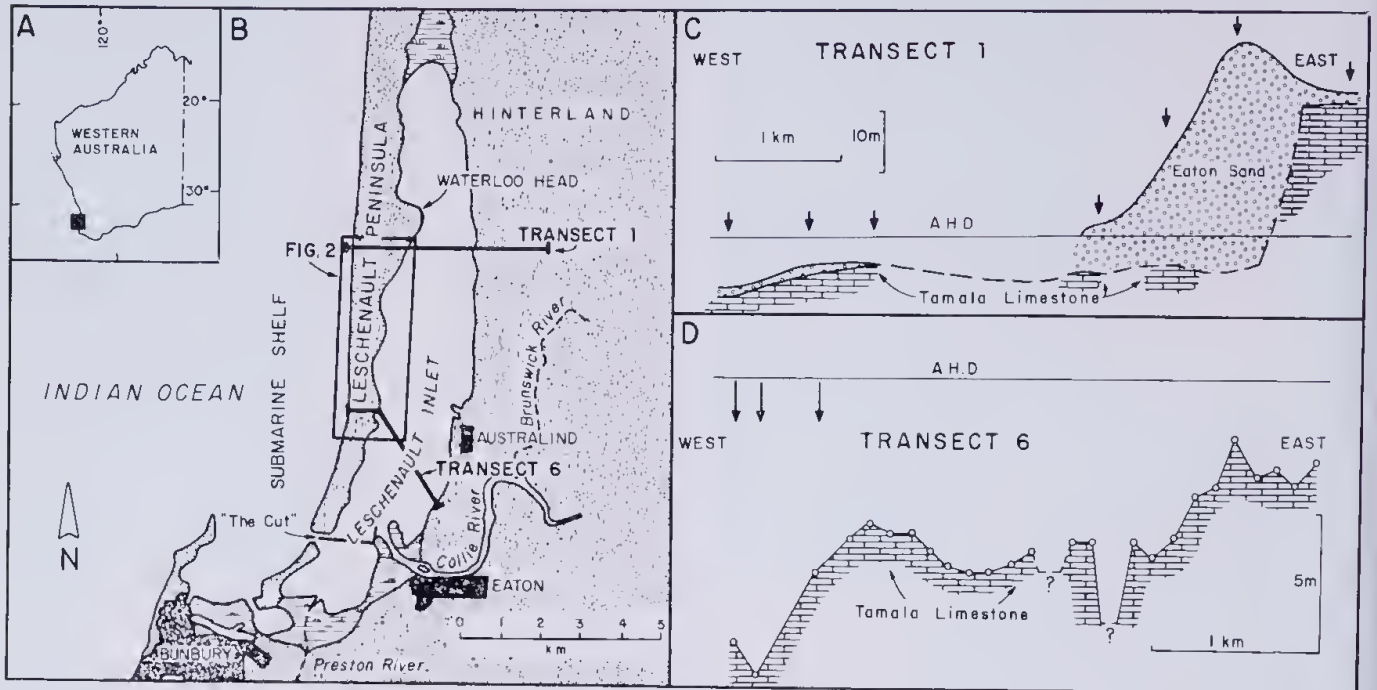 A
120°
20°
WESTERN
AUSTRALIA
30°
B
HINTERLAND
WATERLOO HEAD
TRANSECT 1
FIG. 2
LESCHENAULT PENINSULA
SUBMARINE SHELF
INDIAN OCEAN
Brunswick River
LESCHENAULT INLET
AUSTRALIND
TRANSECT 6
"The Cut"
Collie River
N
EATON
0 1 2 3 4 5
km
BUNBURY
Preston River.
C
TRANSECT 1
WEST
EAST
1 km
10m
Eaton Sand
A H D
Tamala Limestone
D
A.H.D
WEST
TRANSECT 6
EAST
Tamala Limestone
?
?
5m
1 km